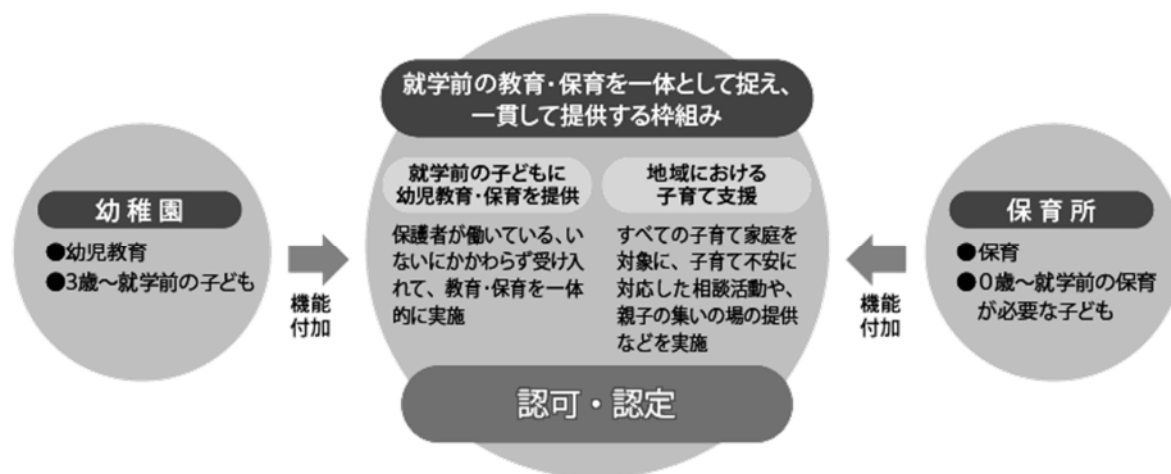 就学前の教育・保育を一体として捉え、
一貫して提供する枠組み
幼稚園
●幼児教育
●3歳〜就学前の子ども
機能
付加
就学前の子どもに
幼児教育・保育を提供
保護者が働いている、い
ないにかかわらず受け入
れて、教育・保育を一体
的に実施
地域における
子育て支援
すべての子育て家庭を
対象に、子育て不安に
対応した相談活動や、
親子の集いの場の提供
などを実施
認可・認定
機能
付加
保育所
●保育
●0歳〜就学前の保育
が必要な子ども